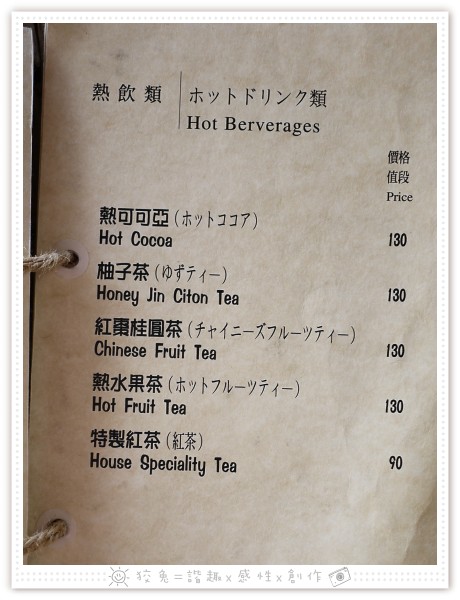 熱飲類 ホットドリンク類
Hot Berverages
價格
值段
Price
熱可可亞(ホットココア)
Hot Cocoa 130
柚子茶(ゆずティー)
Honey Jin Citon Tea 130
紅棗桂圓茶(チャイニーズフルーツティー)
Chinese Fruit Tea 130
熱水果茶(ホットフルーツティー)
Hot Fruit Tea 130
特製紅茶(紅茶)
House Speciality Tea 90
狡兔=諧趣x感性x創作